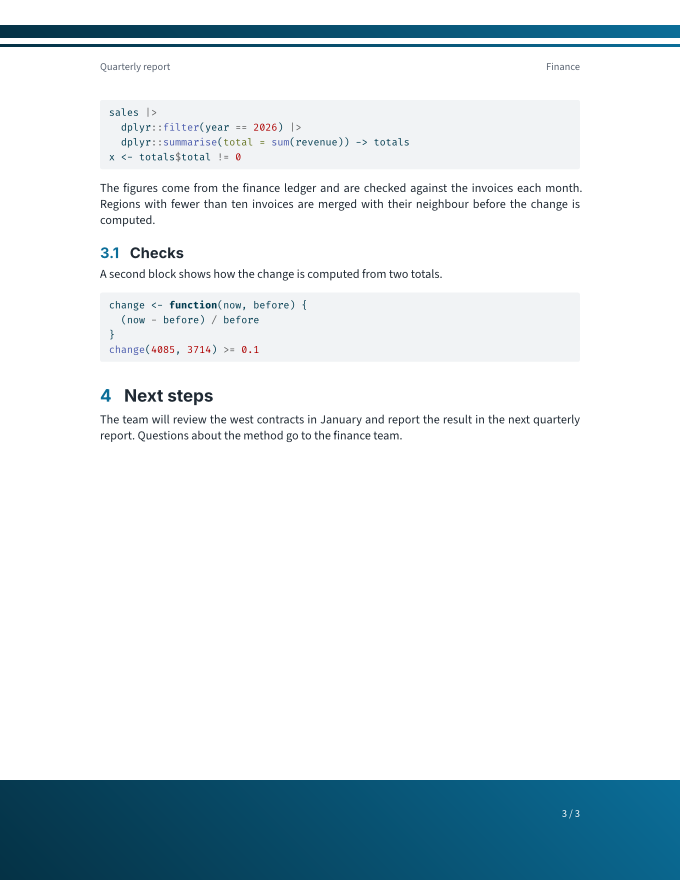 Quarterly report Finance
sales |>
  dplyr::filter(year == 2026) |>
  dplyr::summarise(total = sum(revenue)) -> totals
x <- totals$total != 0
The figures come from the finance ledger and are checked against the invoices each month.
Regions with fewer than ten invoices are merged with their neighbour before the change is
computed.
3.1 Checks
A second block shows how the change is computed from two totals.
change <- function(now, before) {
  (now - before) / before
}
change(4085, 3714) >= 0.1
4 Next steps
The team will review the west contracts in January and report the result in the next quarterly
report. Questions about the method go to the finance team.
3 / 3